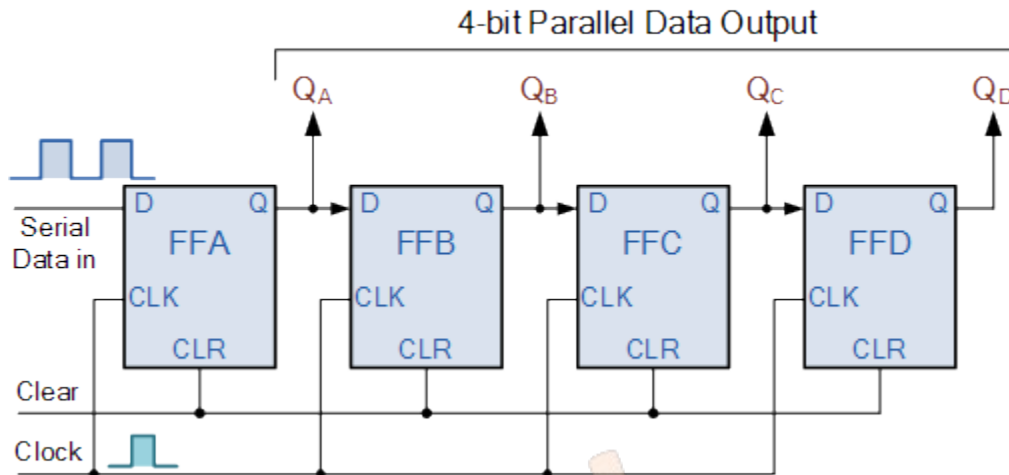 4-bit Parallel Data Output
QA QB QC QD
D Q D Q D Q D Q
Serial
Data in
FFA FFB FFC FFD
CLK CLK CLK CLK
CLR CLR CLR CLR
Clear
Clock